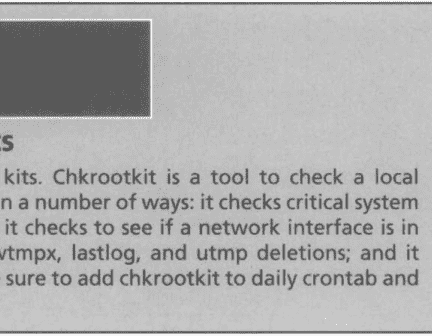 ts
kits. Chkrootkit is a tool to check a local
n a number of ways: it checks critical system
it checks to see if a network interface is in
wtmpx, lastlog, and utmp deletions; and it
sure to add chkrootkit to daily crontab and